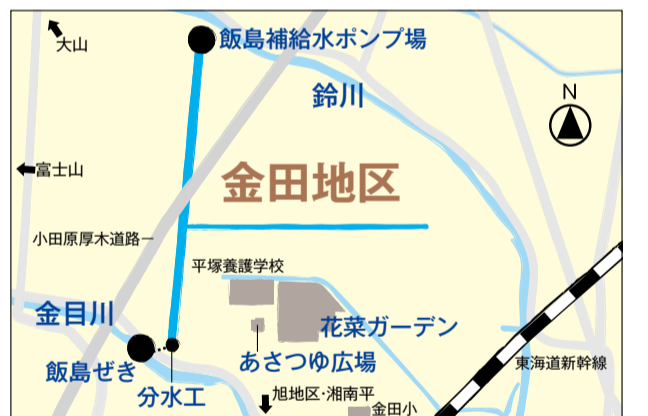 大山
飯島補給水ポンプ場
鈴川
N
富士山
金田地区
小田原厚木道路
平塚養護学校
金目川
花菜ガーデン
あさつゆ広場
東海道新幹線
飯島ぜき
分水工
旭地区・湘南平
金田小